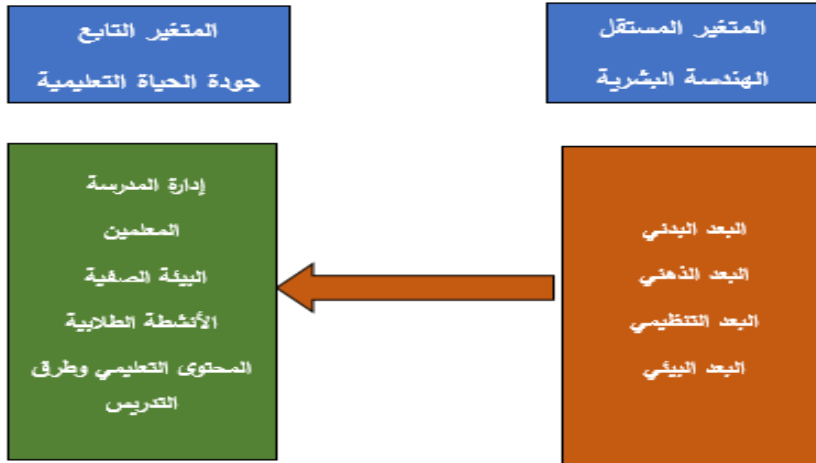 المتغير المستقل
الهندسة البشرية
المتغير التابع
جودة الحياة التعليمية
البعد البدني
البعد الذهني
البعد التنظيمي
البعد البيئي
إدارة المدرسة
المعلمين
البيئة الصفية
الأنشطة الطلابية
المحتوى التعليمي وطرق
التدريس